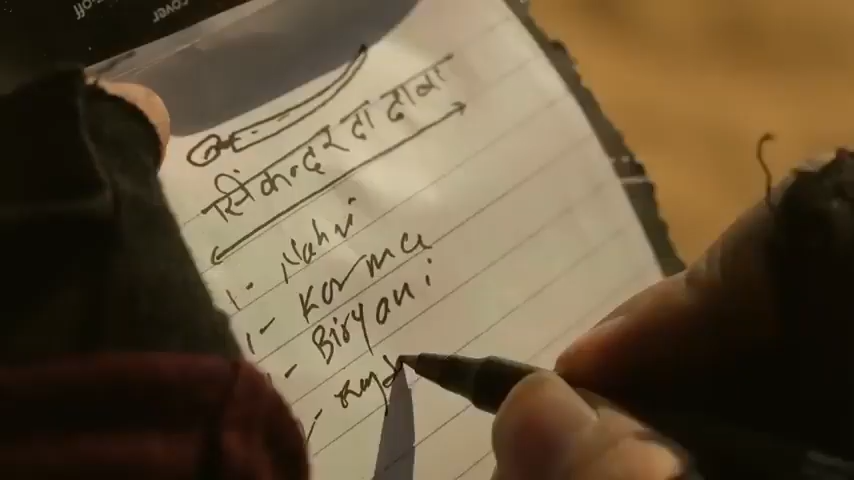 सिकन्दर दा ढाबा
1- Nahri
1- Korma
1- Biryani